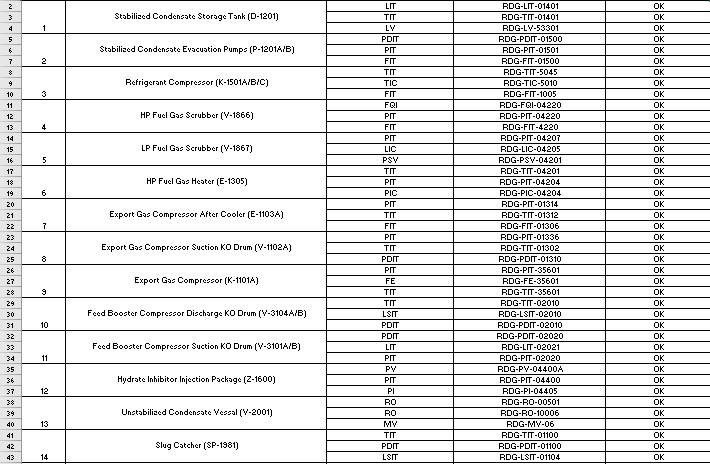 2 LIT RDG-LIT-01401 OK
3 Stabilized Condensate Storage Tank (D-1201) TIT RDG-TIT-01401 OK
4 1 LV RDG-LV-53301 OK
5 PDIT RDG-PDIT-01500 OK
6 Stabilized Condensate Evacuation Pumps (P-1201A/B) PIT RDG-PIT-01501 OK
7 2 FIT RDG-FIT-01500 OK
8 TIT RDG-TIT-5045 OK
9 Refrigerant Compressor (K-1501A/B/C) TIC RDG-TIC-5010 OK
10 3 FIT RDG-FIT-1005 OK
11 FQI RDG-FQI-04220 OK
12 HP Fuel Gas Scrubber (V-1866) PIT RDG-PIT-04220 OK
13 4 FIT RDG-FIT-4220 OK
14 PIT RDG-PIT-04207 OK
15 LP Fuel Gas Scrubber (V-1867) LIC RDG-LIC-04205 OK
16 5 PSV RDG-PSV-04201 OK
17 TIT RDG-TIT-04201 OK
18 HP Fuel Gas Heater (E-1305) PIT RDG-PIT-04204 OK
19 6 PIC RDG-PIC-04204 OK
20 PIT RDG-PIT-01314 OK
21 Export Gas Compressor After Cooler (E-1103A) TIT RDG-TIT-01312 OK
22 7 FIT RDG-FIT-01306 OK
23 PIT RDG-PIT-01336 OK
24 Export Gas Compressor Suction KO Drum (V-1102A) TIT RDG-TIT-01302 OK
25 8 PDIT RDG-PDIT-01310 OK
26 PIT RDG-PIT-35601 OK
27 Export Gas Compressor (K-1101A) FE RDG-FE-35601 OK
28 9 TIT RDG-TIT-35601 OK
29 TIT RDG-TIT-02010 OK
30 Feed Booster Compressor Discharge KO Drum (V-3104A/B) LSIT RDG-LSIT-02010 OK
31 10 PDIT RDG-PDIT-02010 OK
32 PDIT RDG-PDIT-02020 OK
33 Feed Booster Compressor Suction KO Drum (V-3101A/B) LIT RDG-LIT-02021 OK
34 11 PIT RDG-PIT-02020 OK
35 PV RDG-PV-04400A OK
36 Hydrate Inhibitor Injection Package (Z-1600) PIT RDG-PIT-04400 OK
37 12 PI RDG-PI-04405 OK
38 RO RDG-RO-00501 OK
39 Unstabilized Condensate Vessal (V-2001) RO RDG-RO-10006 OK
40 13 MV RDG-MV-06 OK
41 TIT RDG-TIT-01100 OK
42 Slug Catcher (SP-1981) PDIT RDG-PDIT-01100 OK
43 14 LSIT RDG-LSIT-01104 OK